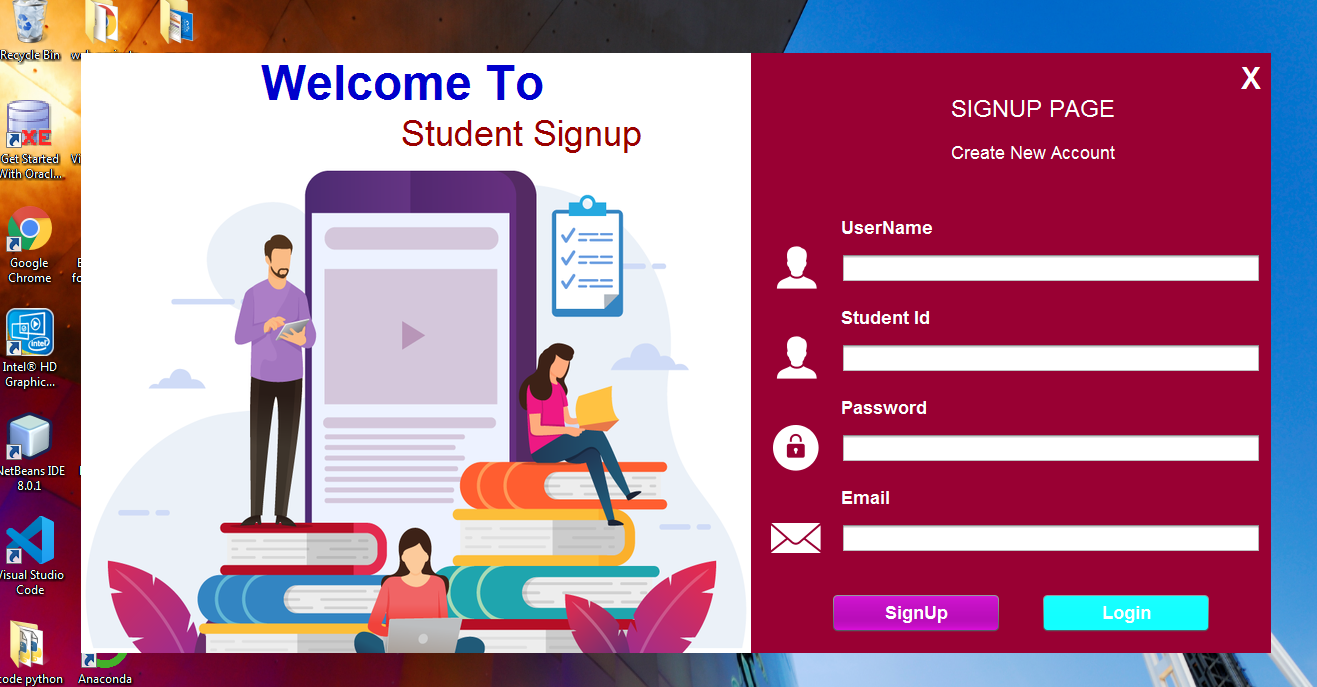 Recycle Bin
XE
Get Started
With Oracl...
Google
Chrome
intel
Intel® HD
Graphic...
NetBeans IDE
8.0.1
Visual Studio
Code
code python
Anaconda
Welcome To
Student Signup
X
SIGNUP PAGE
Create New Account
UserName
Student Id
Password
Email
SignUp
Login